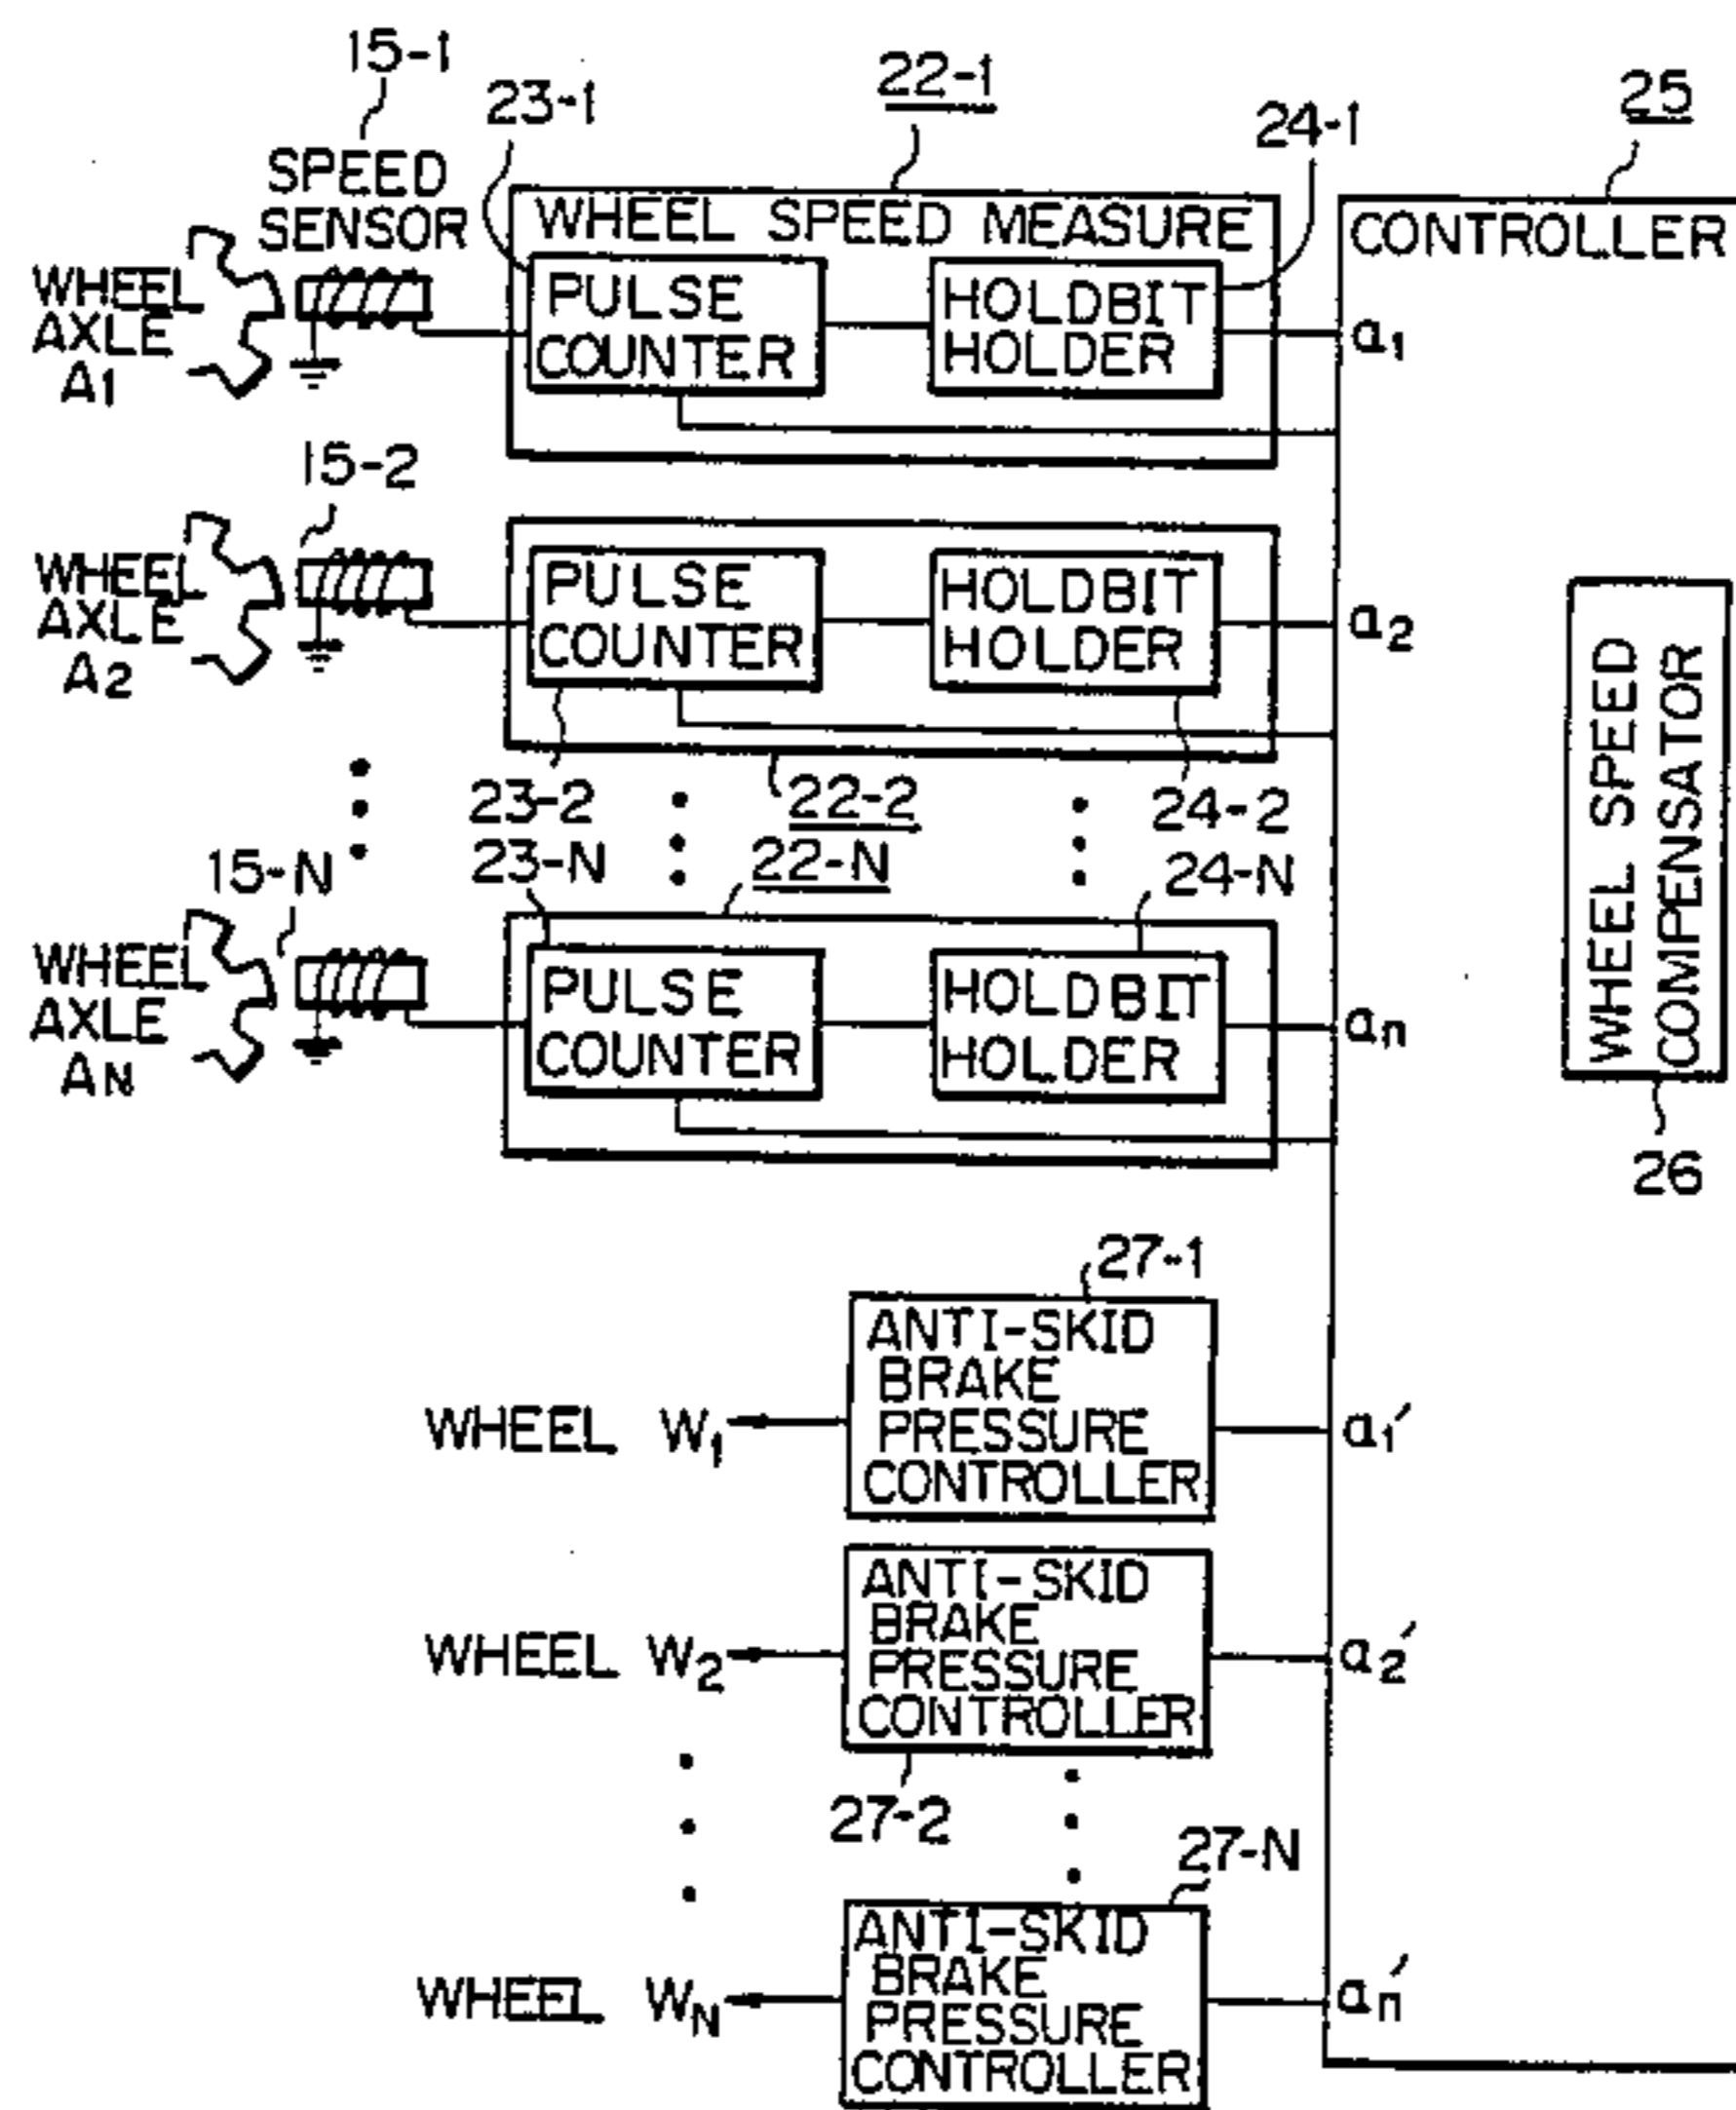 15-1
23-1
22-1
24-1
25
SPEED
SENSOR
WHEEL SPEED MEASURE
CONTROLLER
WHEEL
AXLE
A1
PULSE
COUNTER
HOLDBIT
HOLDER
a1
15-2
WHEEL
AXLE
A2
PULSE
COUNTER
HOLDBIT
HOLDER
a2
23-2
22-2
24-2
WHEEL SPEED
COMPENSATOR
26
15-N
23-N
22-N
24-N
WHEEL
AXLE
AN
PULSE
COUNTER
HOLDBIT
HOLDER
an
27-1
ANTI-SKID
BRAKE
PRESSURE
CONTROLLER
WHEEL W1
a1′
ANTI-SKID
BRAKE
PRESSURE
CONTROLLER
WHEEL W2
a2′
27-2
27-N
ANTI-SKID
BRAKE
PRESSURE
CONTROLLER
WHEEL WN
an′